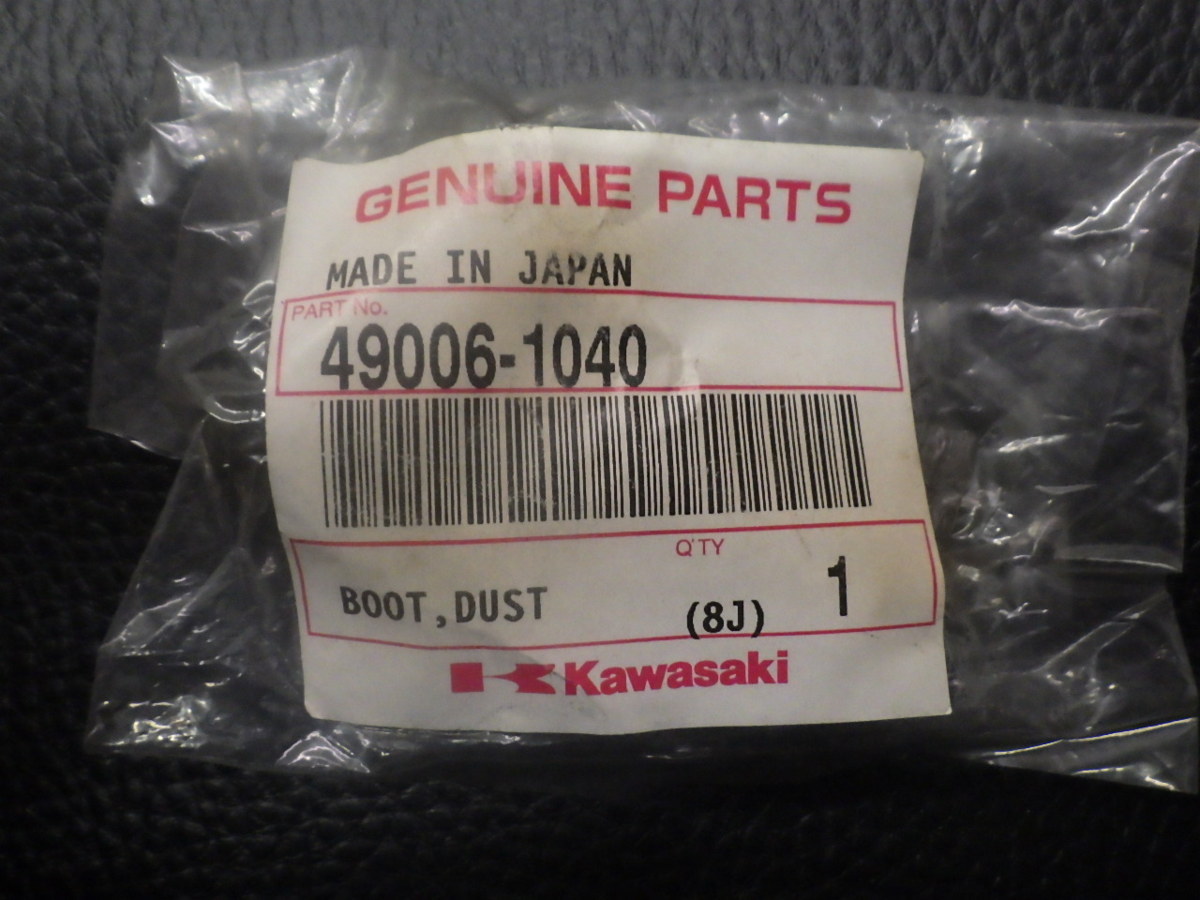 GENUINE PARTS
MADE IN JAPAN
PART No.
49006-1040
Q'TY
BOOT,DUST (8J) 1
Kawasaki